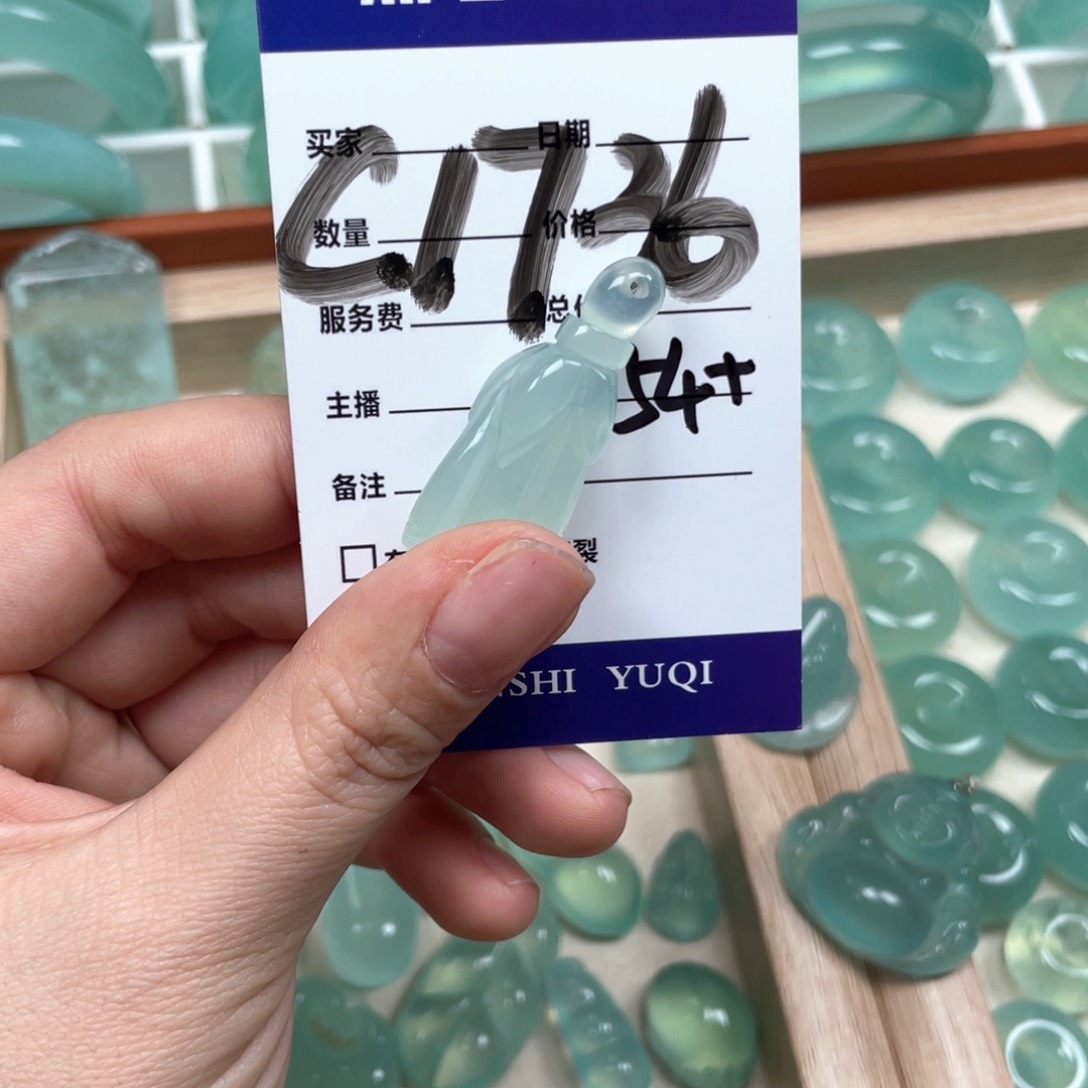 买家 日期
C1736
数量 价格
服务费 总
54+
主播
备注
裂
SHI YUQI